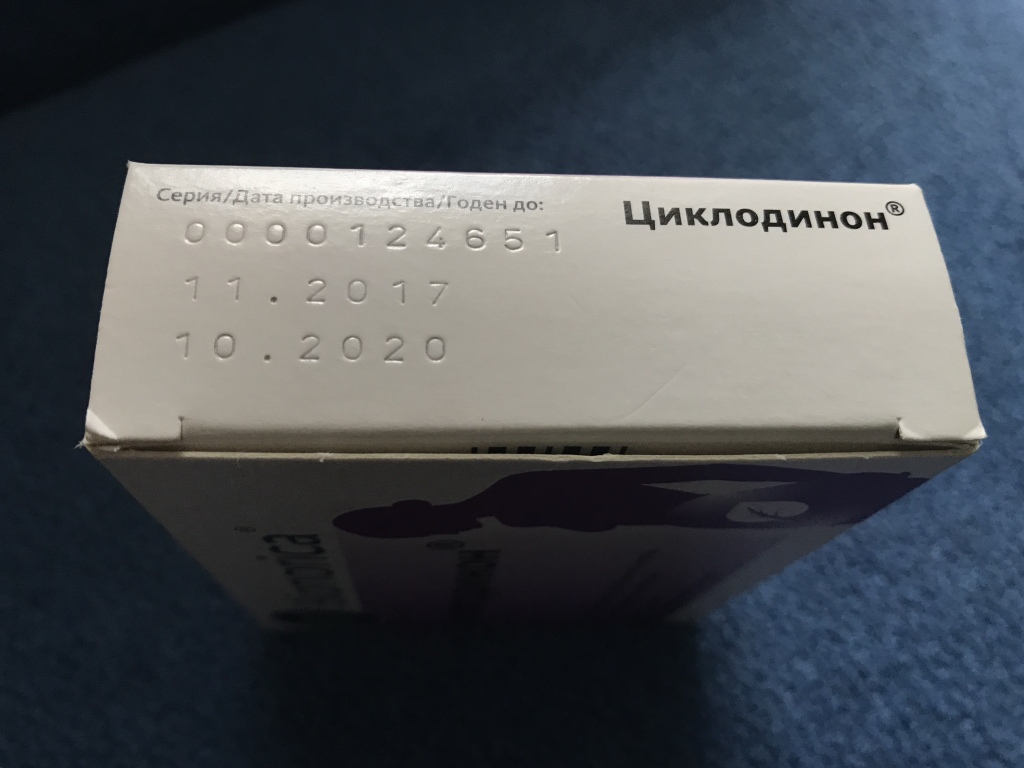 Серия/Дата производства/Годен до:
Циклодинон®
0000124651
11.2017
10.2020